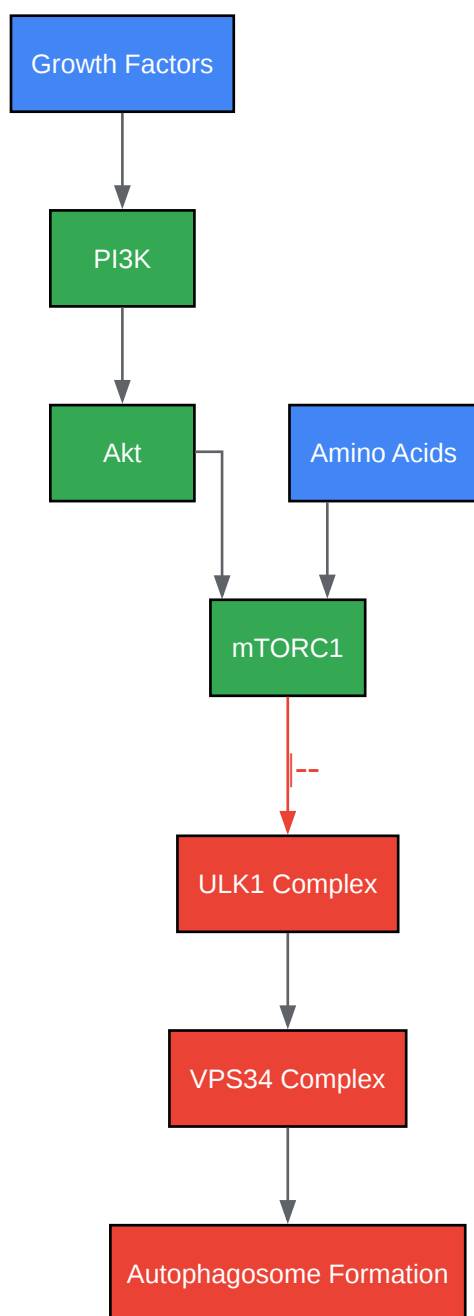 Growth Factors
PI3K
Akt
Amino Acids
mTORC1
|--
ULK1 Complex
VPS34 Complex
Autophagosome Formation